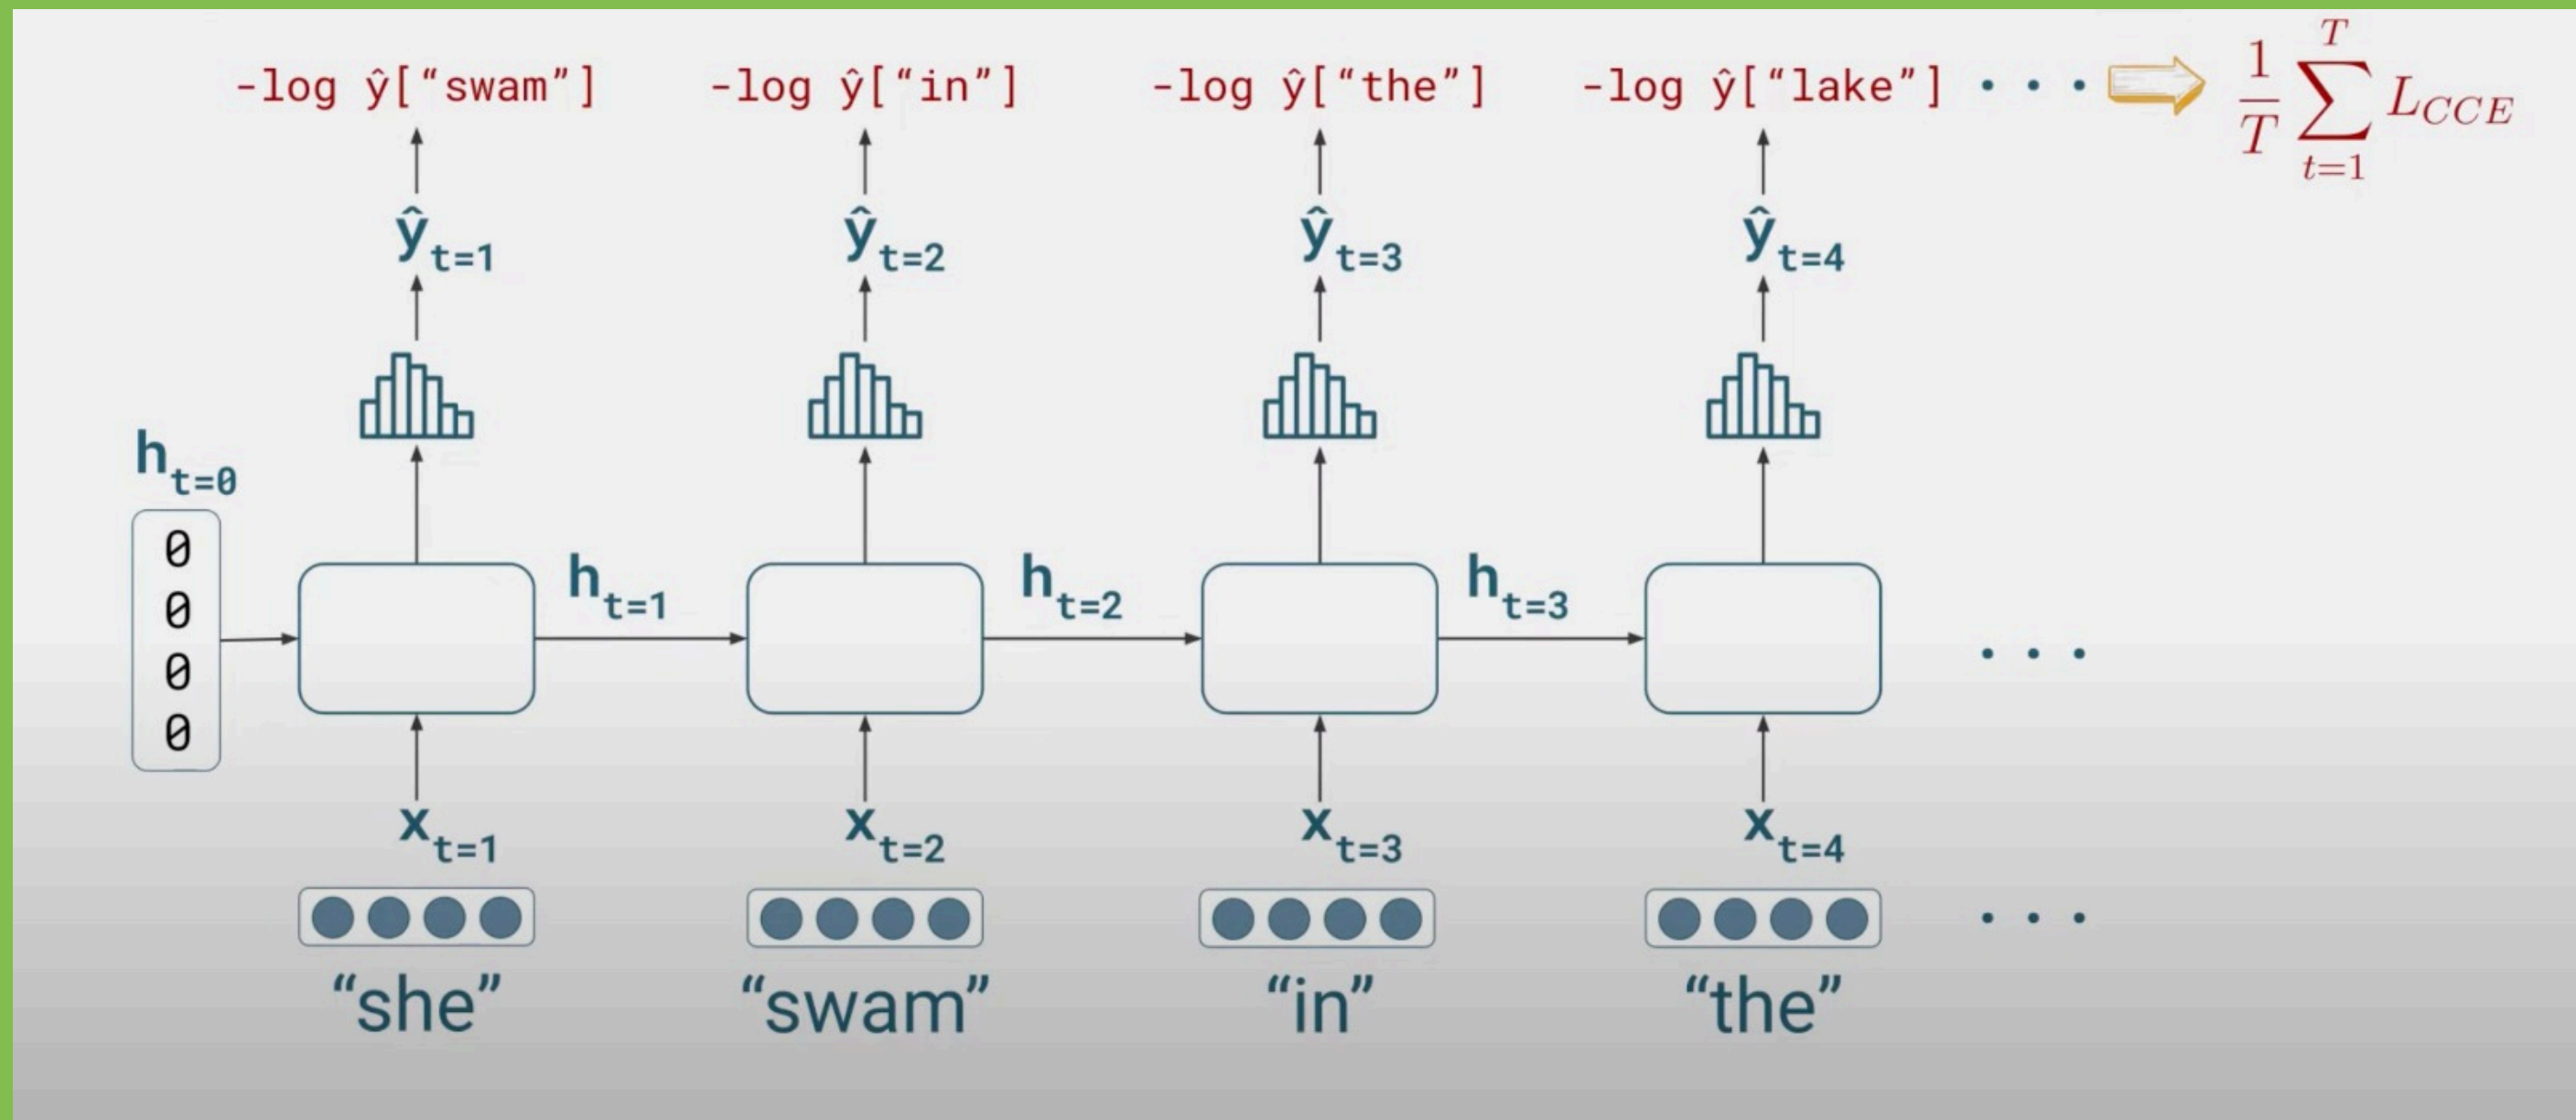 -log ŷ["swam"] -log ŷ["in"] -log ŷ["the"] -log ŷ["lake"] · · · 1/T ∑_{t=1}^{T} L_{CCE}
ŷ_{t=1} ŷ_{t=2} ŷ_{t=3} ŷ_{t=4}
h_{t=0}
0
0
0
0
h_{t=1} h_{t=2} h_{t=3} · · ·
x_{t=1} x_{t=2} x_{t=3} x_{t=4}
· · ·
“she” “swam” “in” “the”